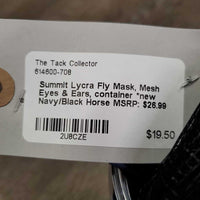 The Tack Collector
614600-708
Summit Lycra Fly Mask, Mesh
Eyes & Ears, container *new
Navy/Black Horse MSRP: $26.99
2U8CZE
$19.50